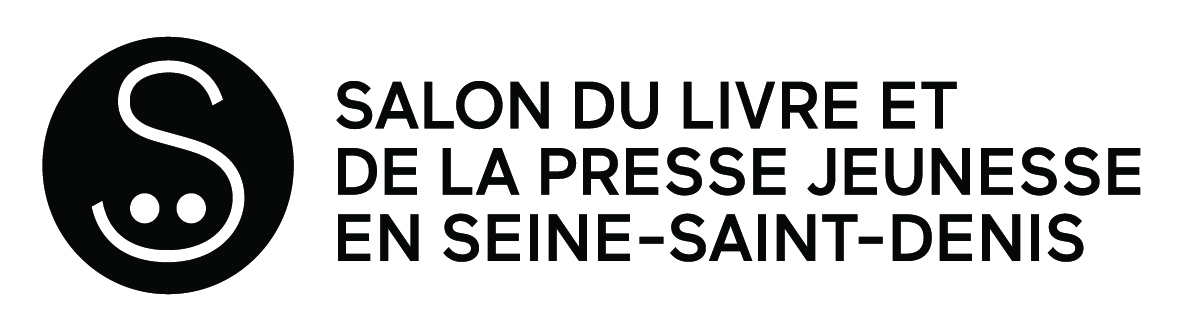 S
SALON DU LIVRE ET
DE LA PRESSE JEUNESSE
EN SEINE-SAINT-DENIS